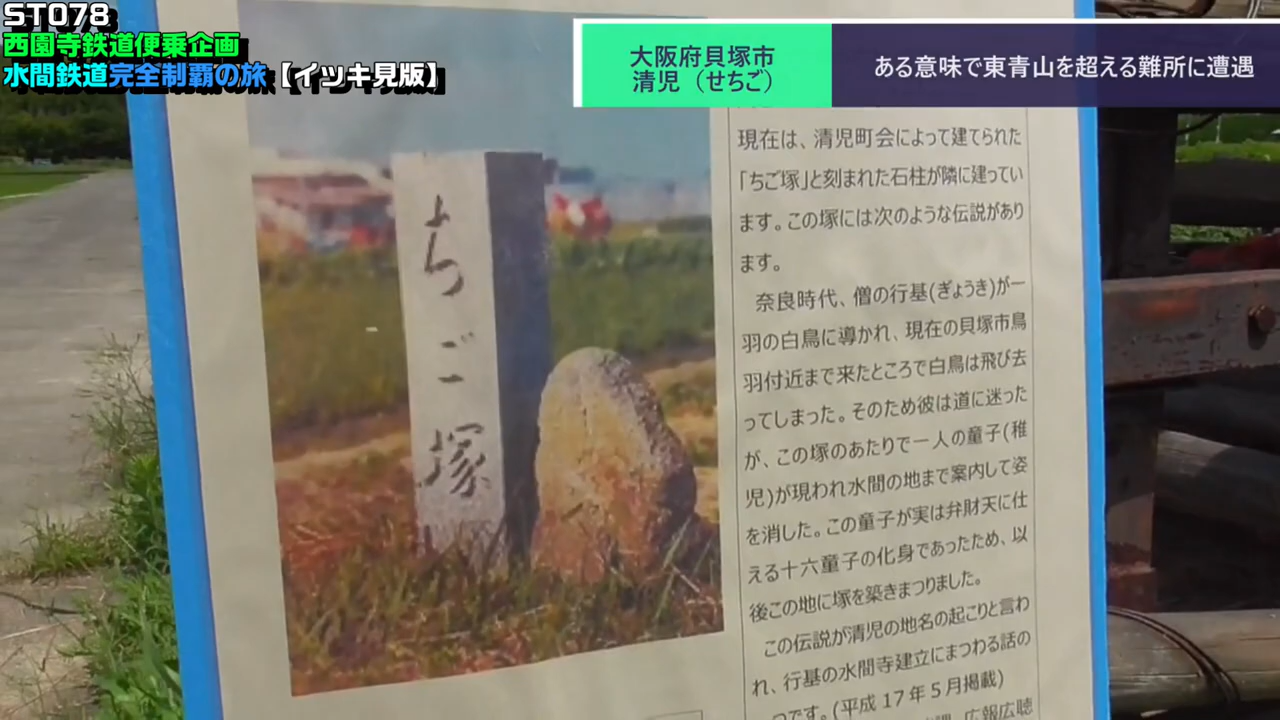 ST078
西園寺鉄道便乗企画
水間鉄道完全制覇の旅【イツキ見版】
大阪府貝塚市
清児（せちご）
ある意味で東青山を超える難所に遭遇
ちご塚
現在は、清児町会によって建てられた
「ちご塚」と刻まれた石柱が隣に建ってい
ます。この塚には次のような伝説があり
ます。
奈良時代、僧の行基(ぎょうき)が一
羽の白鳥に導かれ、現在の貝塚市鳥
羽付近まで来たところで白鳥は飛び去
ってしまった。そのため彼は道に迷った
が、この塚のあたりで一人の童子(稚
児)が現われ水間の地まで案内して姿
を消した。この童子が実は弁財天に仕
える十六童子の化身であったため、以
後この地に塚を築きまつりました。
この伝説が清児の地名の起こりと言わ
れ、行基の水間寺建立にまつわる話の
一つです。(平成17年5月掲載)
広報広聴